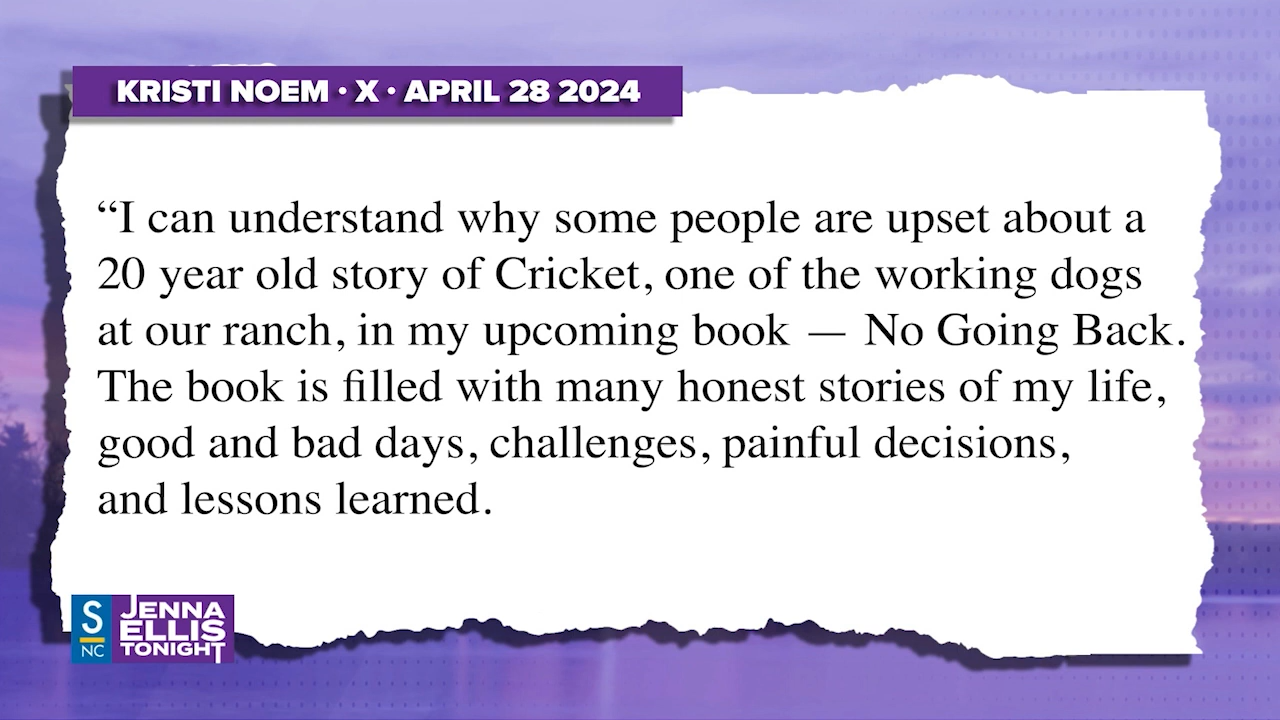 KRISTI NOEM · X · APRIL 28 2024
“I can understand why some people are upset about a
20 year old story of Cricket, one of the working dogs
at our ranch, in my upcoming book — No Going Back.
The book is filled with many honest stories of my life,
good and bad days, challenges, painful decisions,
and lessons learned.
S
NC
JENNA
ELLIS
TONIGHT